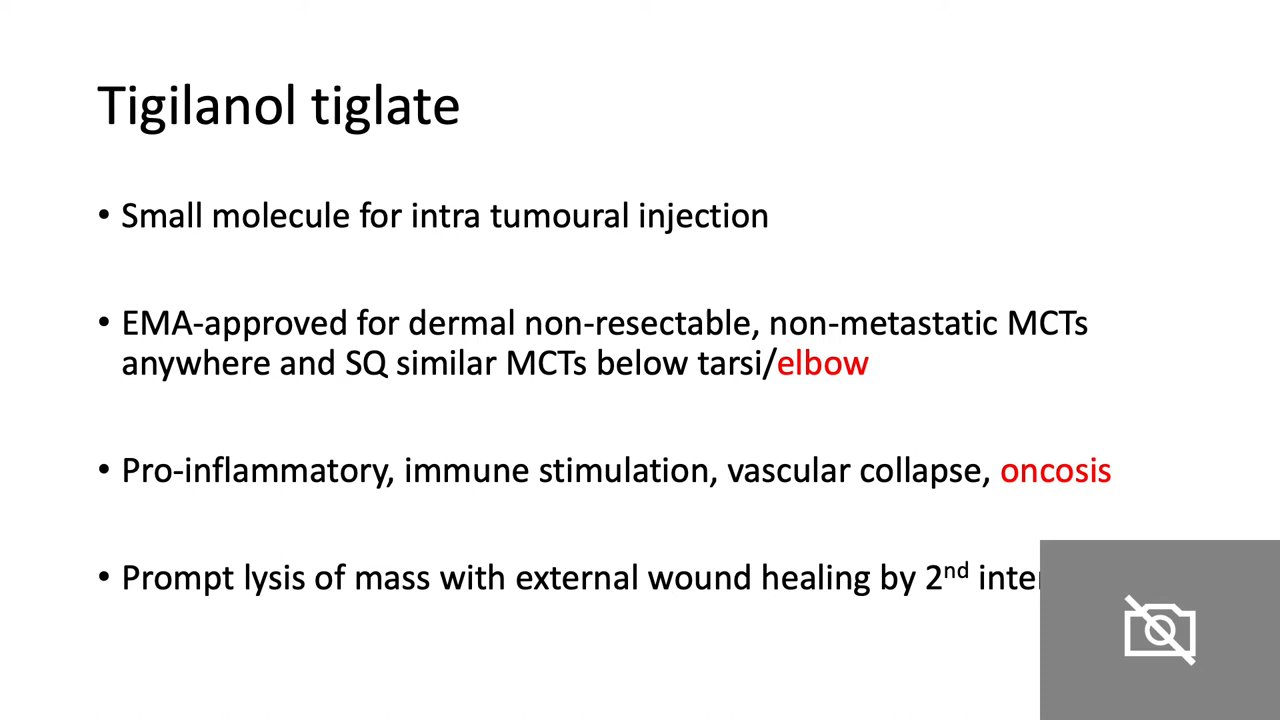 Tigilanol tiglate
• Small molecule for intra tumoural injection
• EMA-approved for dermal non-resectable, non-metastatic MCTs
anywhere and SQ similar MCTs below tarsi/elbow
• Pro-inflammatory, immune stimulation, vascular collapse, oncosis
• Prompt lysis of mass with external wound healing by 2nd